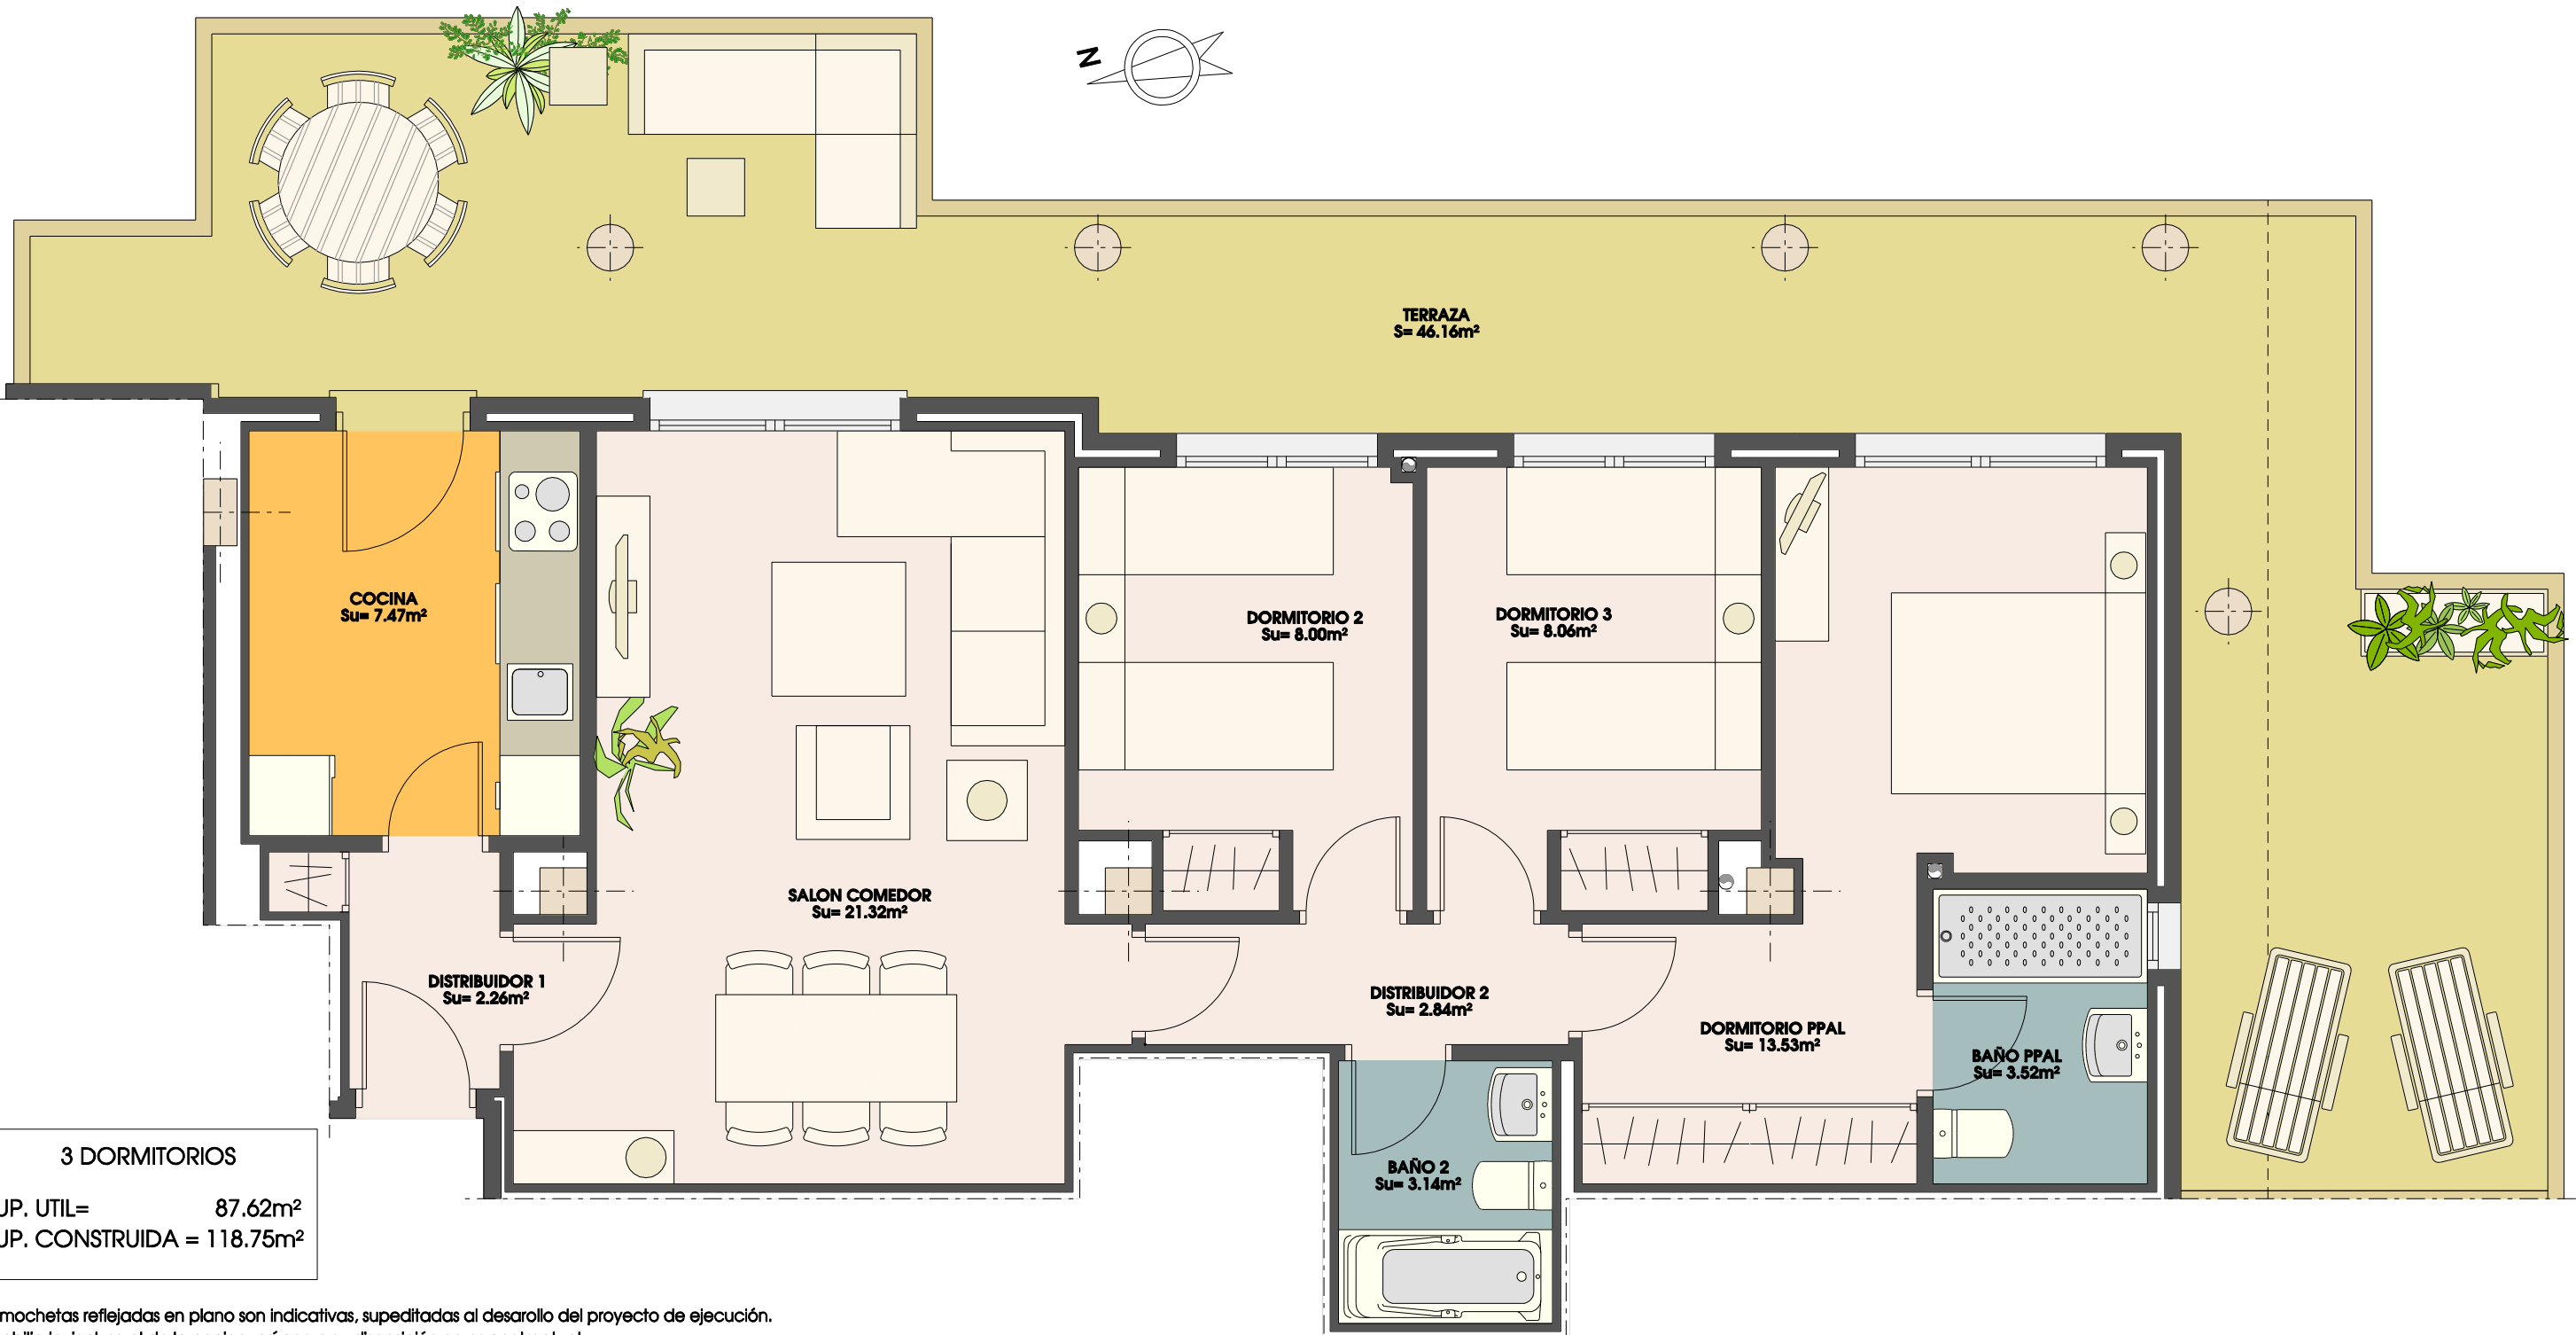 N
TERRAZA
S= 46.16m²
COCINA
Su= 7.47m²
DORMITORIO 2
Su= 8.00m²
DORMITORIO 3
Su= 8.06m²
SALON COMEDOR
Su= 21.32m²
DISTRIBUIDOR 1
Su= 2.26m²
DISTRIBUIDOR 2
Su= 2.84m²
DORMITORIO PPAL
Su= 13.53m²
BAÑO PPAL
Su= 3.52m²
BAÑO 2
Su= 3.14m²
3 DORMITORIOS
UP. UTIL= 87.62m²
UP. CONSTRUIDA = 118.75m²
mochetas reflejadas en plano son indicativas, supeditadas al desarollo del proyecto de ejecución.